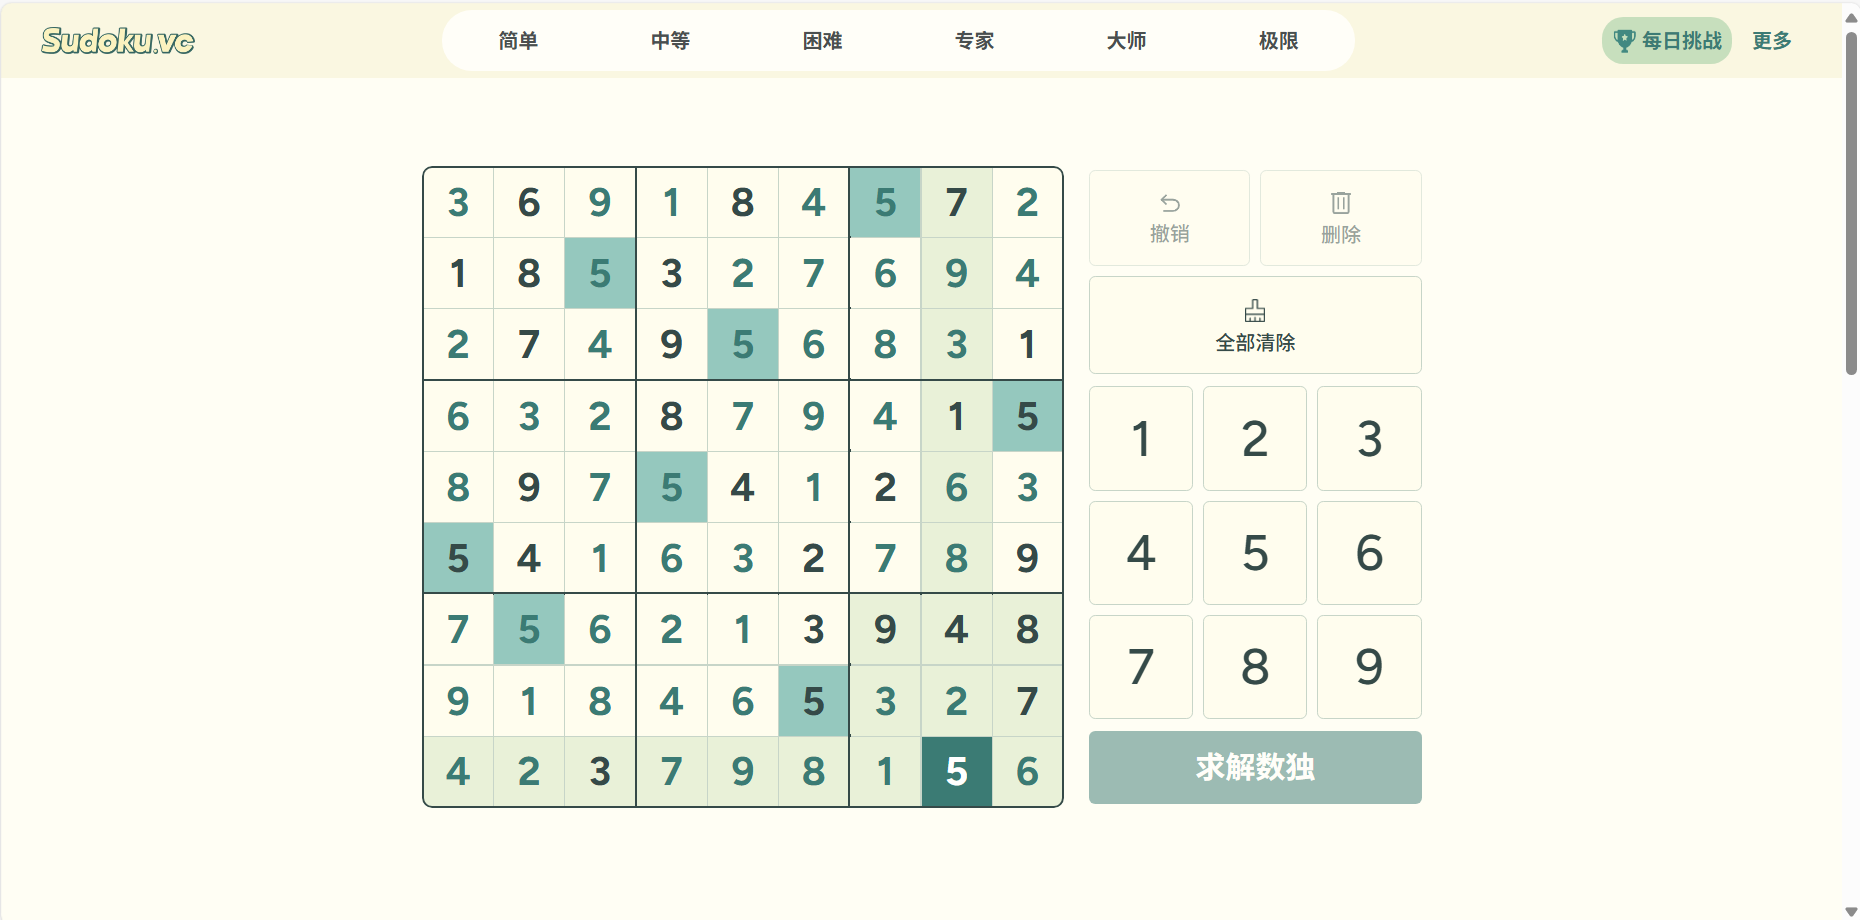 Sudoku.vc 简单 中等 困难 专家 大师 极限 每日挑战 更多
3 6 9 1 8 4 5 7 2
1 8 5 3 2 7 6 9 4
2 7 4 9 5 6 8 3 1
6 3 2 8 7 9 4 1 5
8 9 7 5 4 1 2 6 3
5 4 1 6 3 2 7 8 9
7 5 6 2 1 3 9 4 8
9 1 8 4 6 5 3 2 7
4 2 3 7 9 8 1 5 6
撤销 删除
全部清除
1 2 3
4 5 6
7 8 9
求解数独